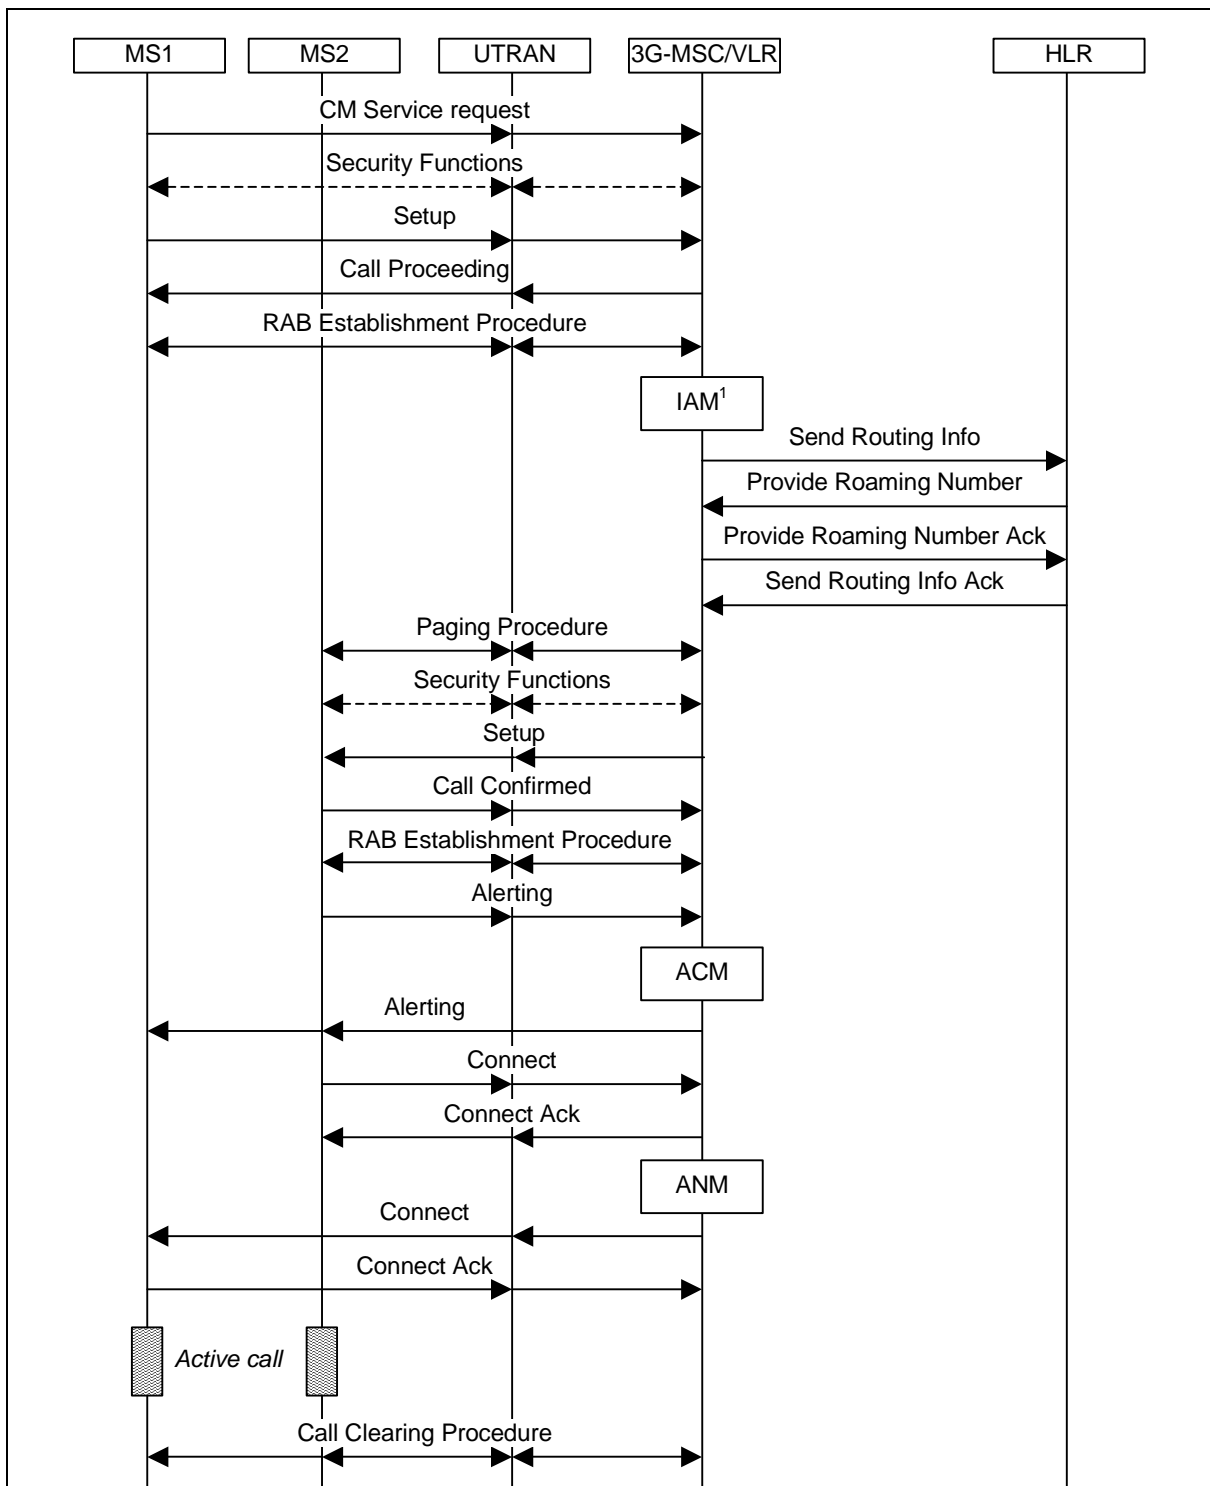 MS1
MS2
UTRAN
3G-MSC/VLR
HLR
CM Service request
Security Functions
Setup
Call Proceeding
RAB Establishment Procedure
IAM¹
Send Routing Info
Provide Roaming Number
Provide Roaming Number Ack
Send Routing Info Ack
Paging Procedure
Security Functions
Setup
Call Confirmed
RAB Establishment Procedure
Alerting
ACM
Alerting
Connect
Connect Ack
ANM
Connect
Connect Ack
Active call
Call Clearing Procedure